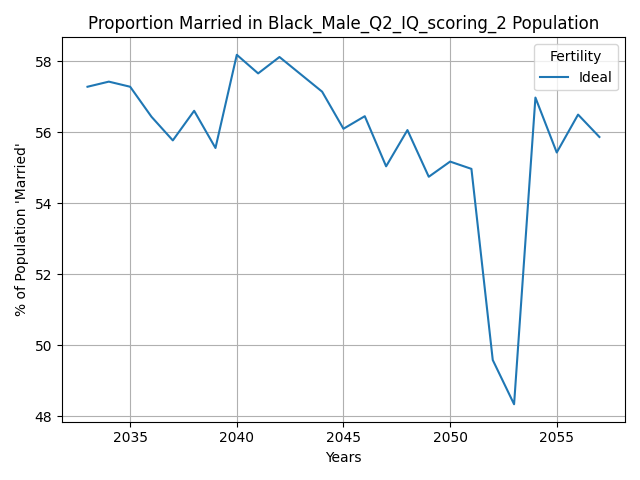 Proportion Married in Black_Male_Q2_IQ_scoring_2 Population
Fertility
Ideal
% of Population 'Married'
58
56
54
52
50
48
2035 2040 2045 2050 2055
Years